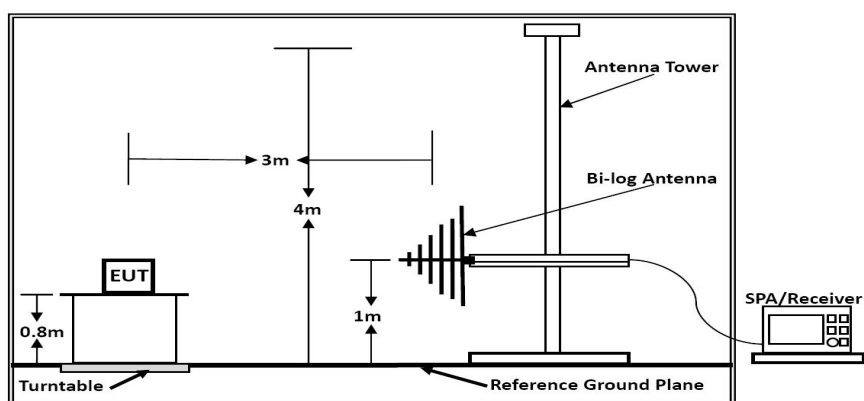 Antenna Tower
3m
Bi-log Antenna
4m
EUT
SPA/Receiver
0.8m
1m
Turntable
Reference Ground Plane